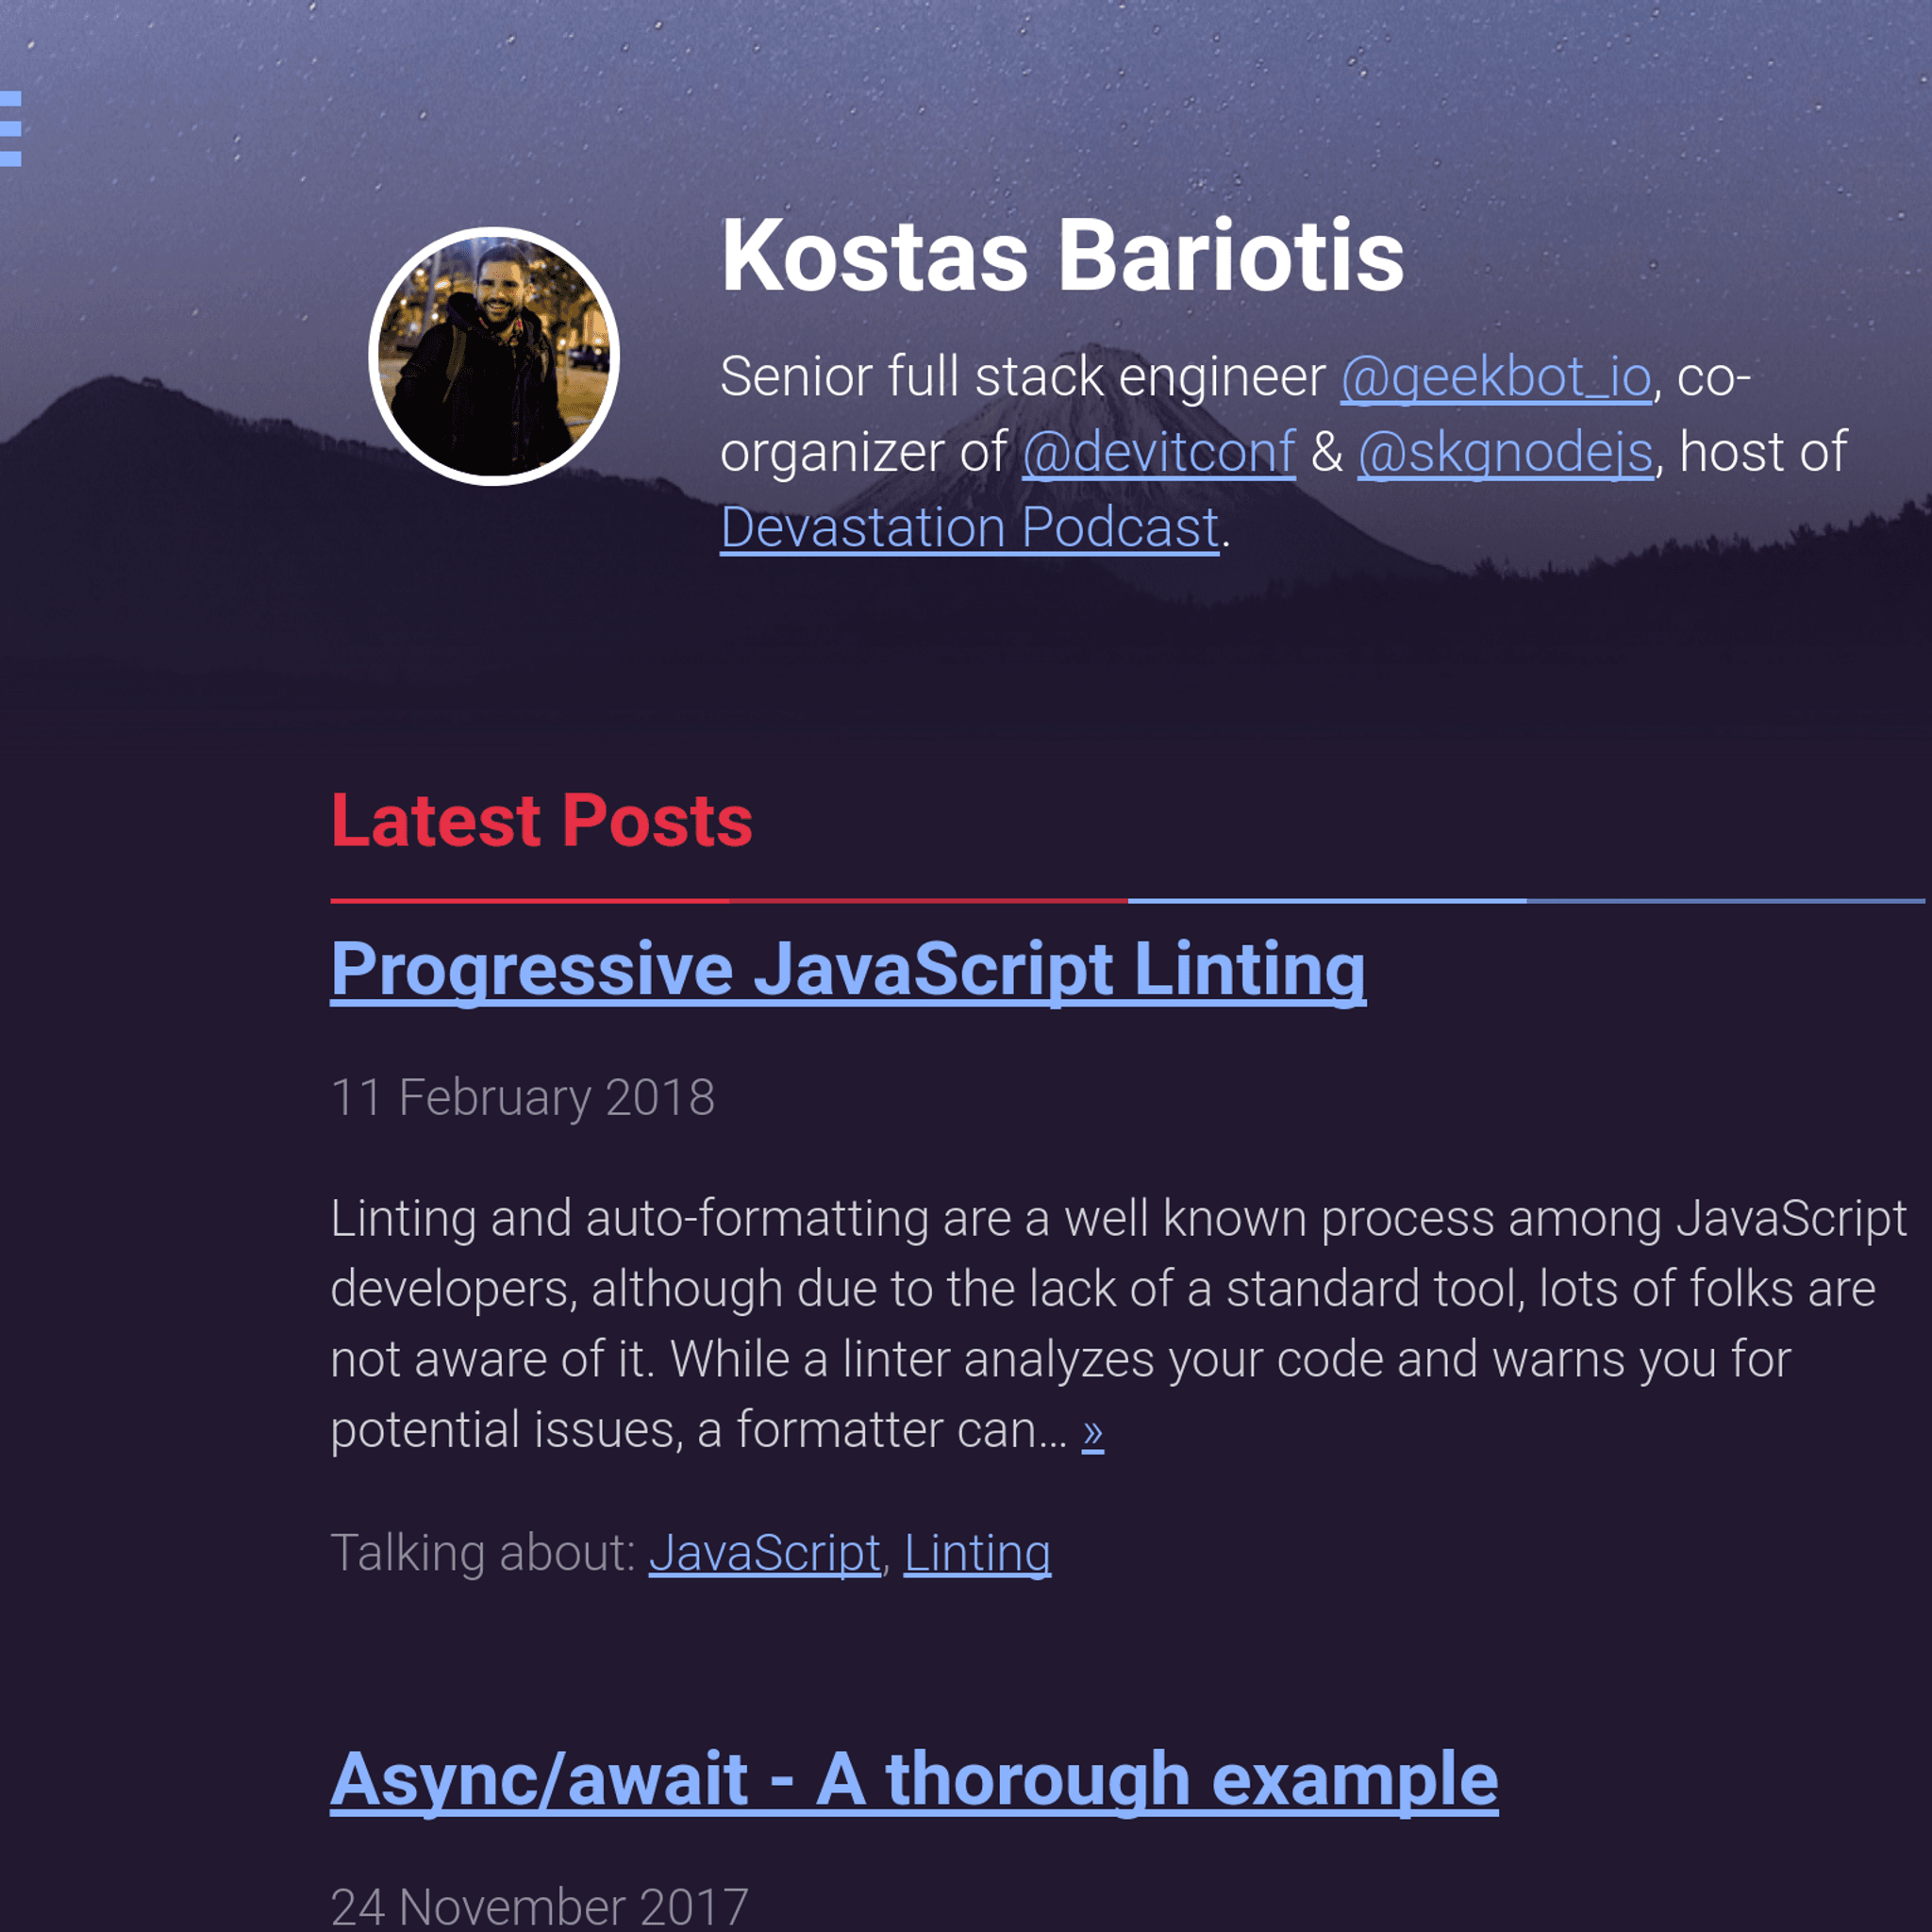 Kostas Bariotis
Senior full stack engineer @geekbot_io, co-
organizer of @devitconf & @skgnodejs, host of
Devastation Podcast.
Latest Posts
Progressive JavaScript Linting
11 February 2018
Linting and auto-formatting are a well known process among JavaScript
developers, although due to the lack of a standard tool, lots of folks are
not aware of it. While a linter analyzes your code and warns you for
potential issues, a formatter can… »
Talking about: JavaScript, Linting
Async/await - A thorough example
24 November 2017